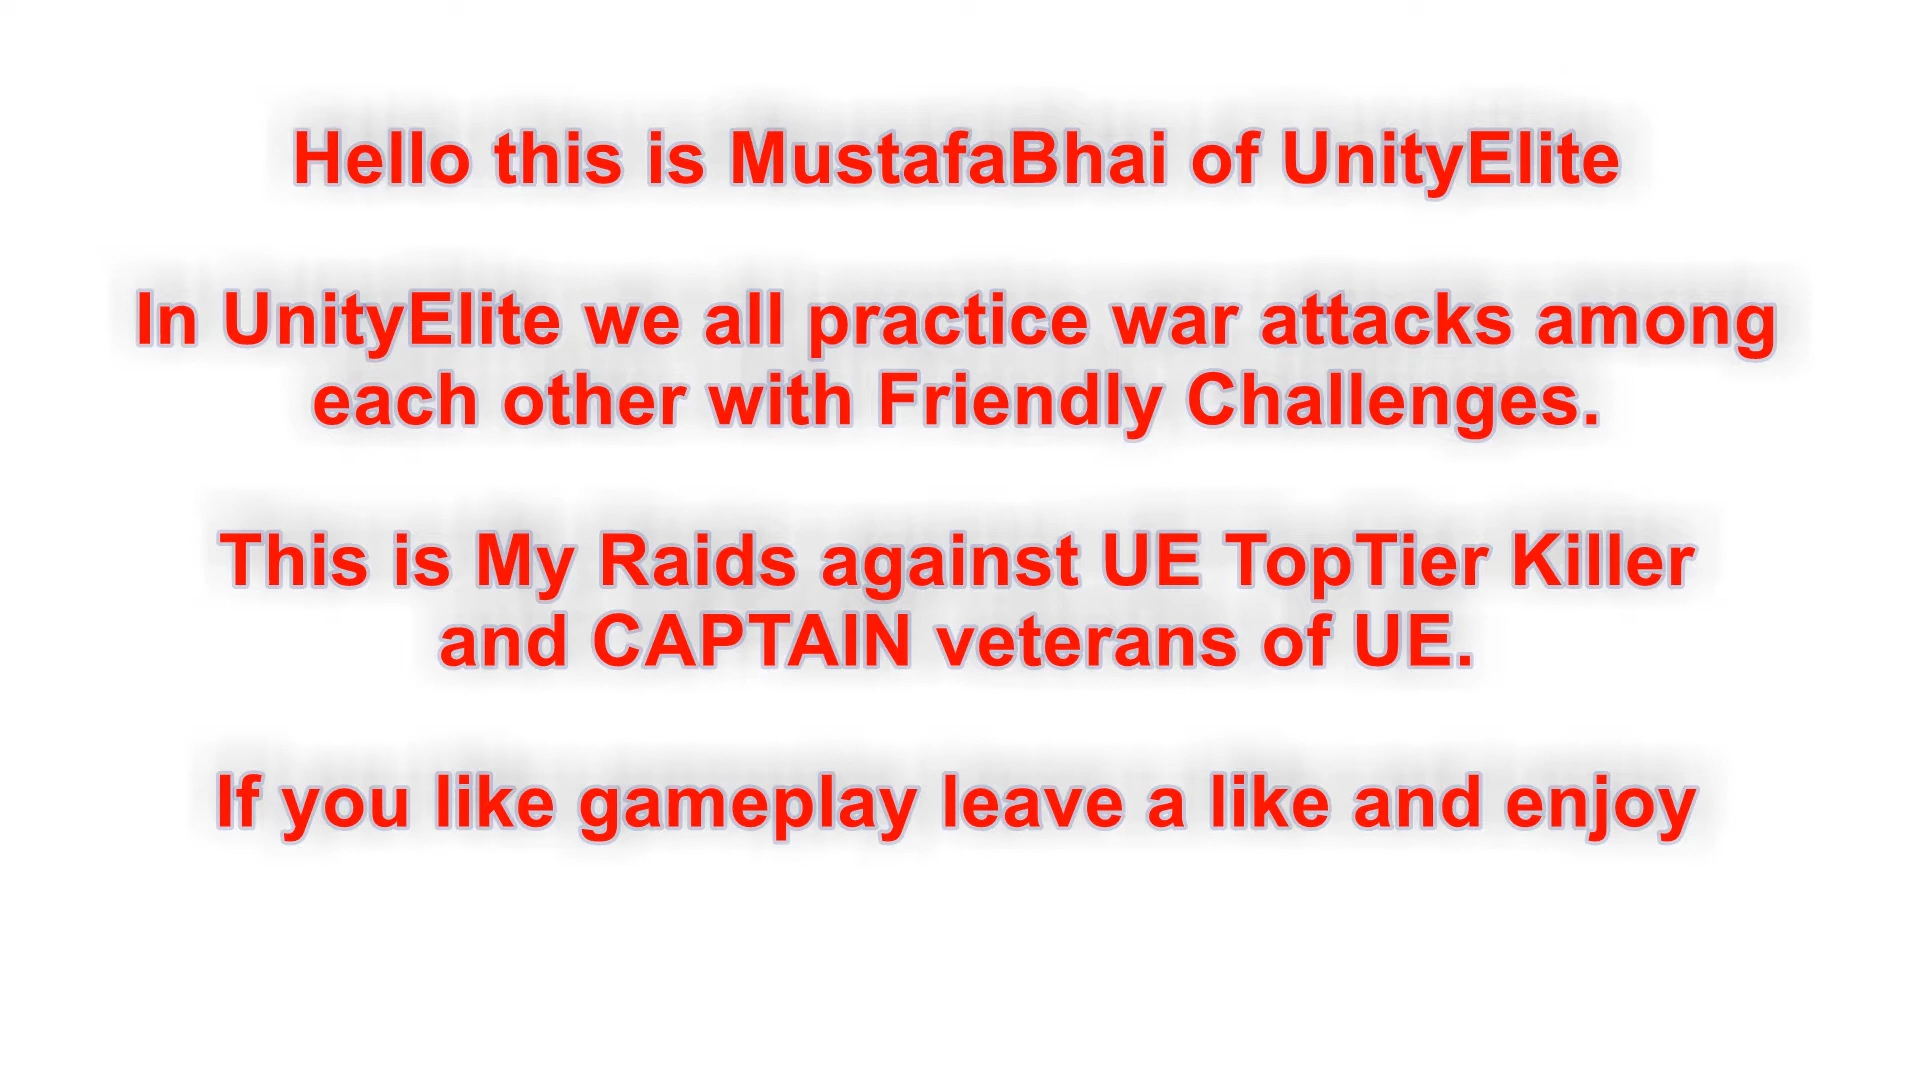 Hello this is MustafaBhai of UnityElite
In UnityElite we all practice war attacks among
each other with Friendly Challenges.
This is My Raids against UE TopTier Killer
and CAPTAIN veterans of UE.
If you like gameplay leave a like and enjoy